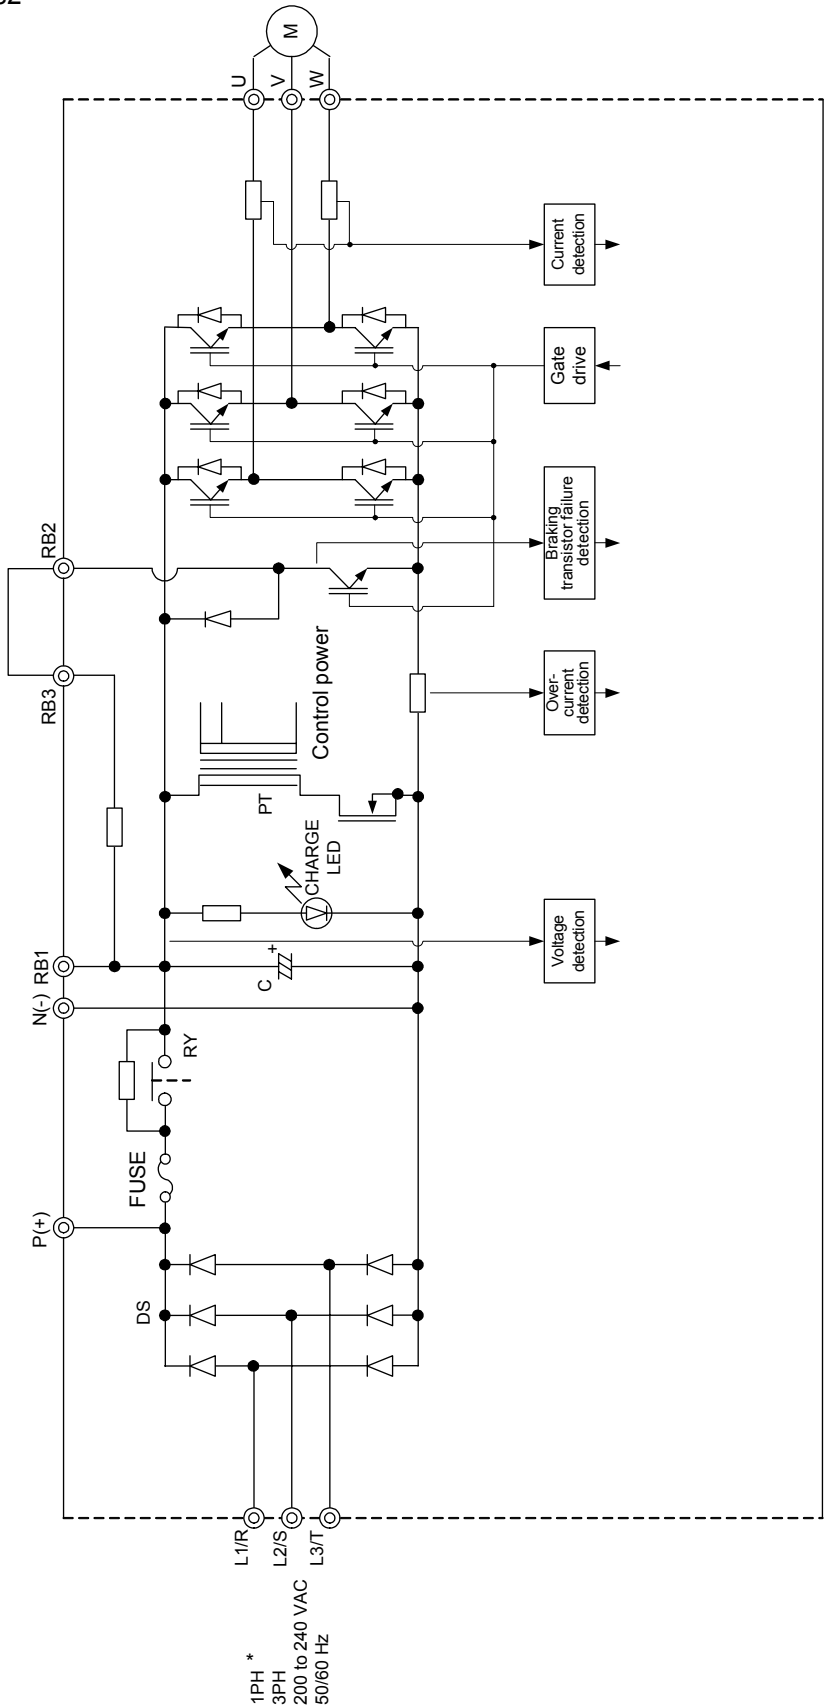 1PH *
3PH
200 to 240 VAC
50/60 Hz
L1/R
L2/S
L3/T
DS
P(+)
FUSE
RY
N(-)
RB1
C
+
CHARGE
LED
PT
Control power
RB3
RB2
U
V
W
M
Voltage
detection
Over-
current
detection
Braking
transistor failure
detection
Gate
drive
Current
detection